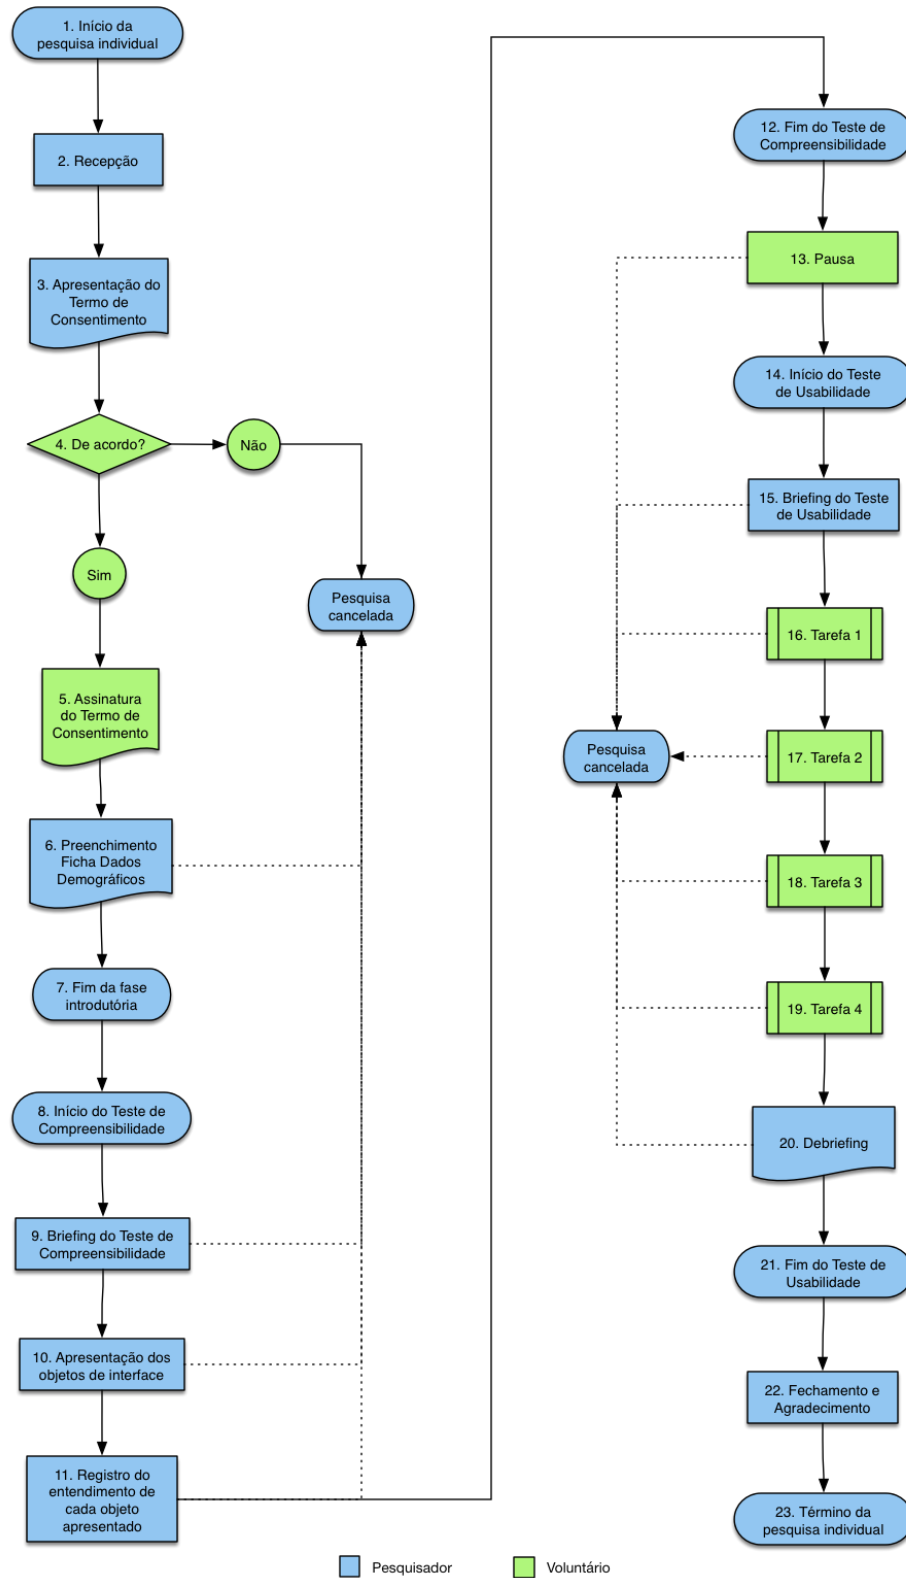 1. Início da
pesquisa individual
2. Recepção
3. Apresentação do
Termo de
Consentimento
4. De acordo?
Não
Sim
Pesquisa
cancelada
5. Assinatura
do Termo de
Consentimento
6. Preenchimento
Ficha Dados
Demográficos
7. Fim da fase
introdutória
8. Início do Teste de
Compreensibilidade
9. Briefing do Teste de
Compreensibilidade
10. Apresentação dos
objetos de interface
11. Registro do
entendimento de
cada objeto
apresentado
12. Fim do Teste de
Compreensibilidade
13. Pausa
14. Início do Teste
de Usabilidade
15. Briefing do Teste
de Usabilidade
16. Tarefa 1
Pesquisa
cancelada
17. Tarefa 2
18. Tarefa 3
19. Tarefa 4
20. Debriefing
21. Fim do Teste de
Usabilidade
22. Fechamento e
Agradecimento
23. Término da
pesquisa individual
Pesquisador
Voluntário